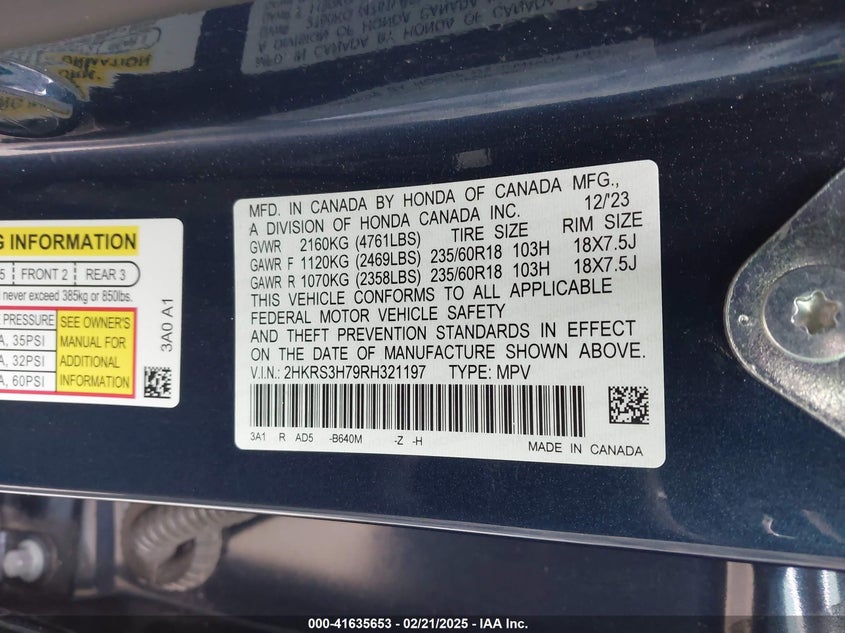 G INFORMATION
5 FRONT 2 REAR 3
never exceed 385kg or 850lbs.
PRESSURE SEE OWNER'S
A, 35PSI MANUAL FOR
A, 32PSI ADDITIONAL
A, 60PSI INFORMATION
3A0 A1
MFD. IN CANADA BY HONDA OF CANADA MFG.,
A DIVISION OF HONDA CANADA INC. 12/'23
GVWR 2160KG (4761LBS) TIRE SIZE RIM SIZE
GAWR F 1120KG (2469LBS) 235/60R18 103H 18X7.5J
GAWR R 1070KG (2358LBS) 235/60R18 103H 18X7.5J
THIS VEHICLE CONFORMS TO ALL APPLICABLE
FEDERAL MOTOR VEHICLE SAFETY
AND THEFT PREVENTION STANDARDS IN EFFECT
ON THE DATE OF MANUFACTURE SHOWN ABOVE.
V.I.N.: 2HKRS3H79RH321197 TYPE: MPV
3A1 R AD5 -B640M -Z -H
MADE IN CANADA
000-41635653 - 02/21/2025 - IAA Inc.